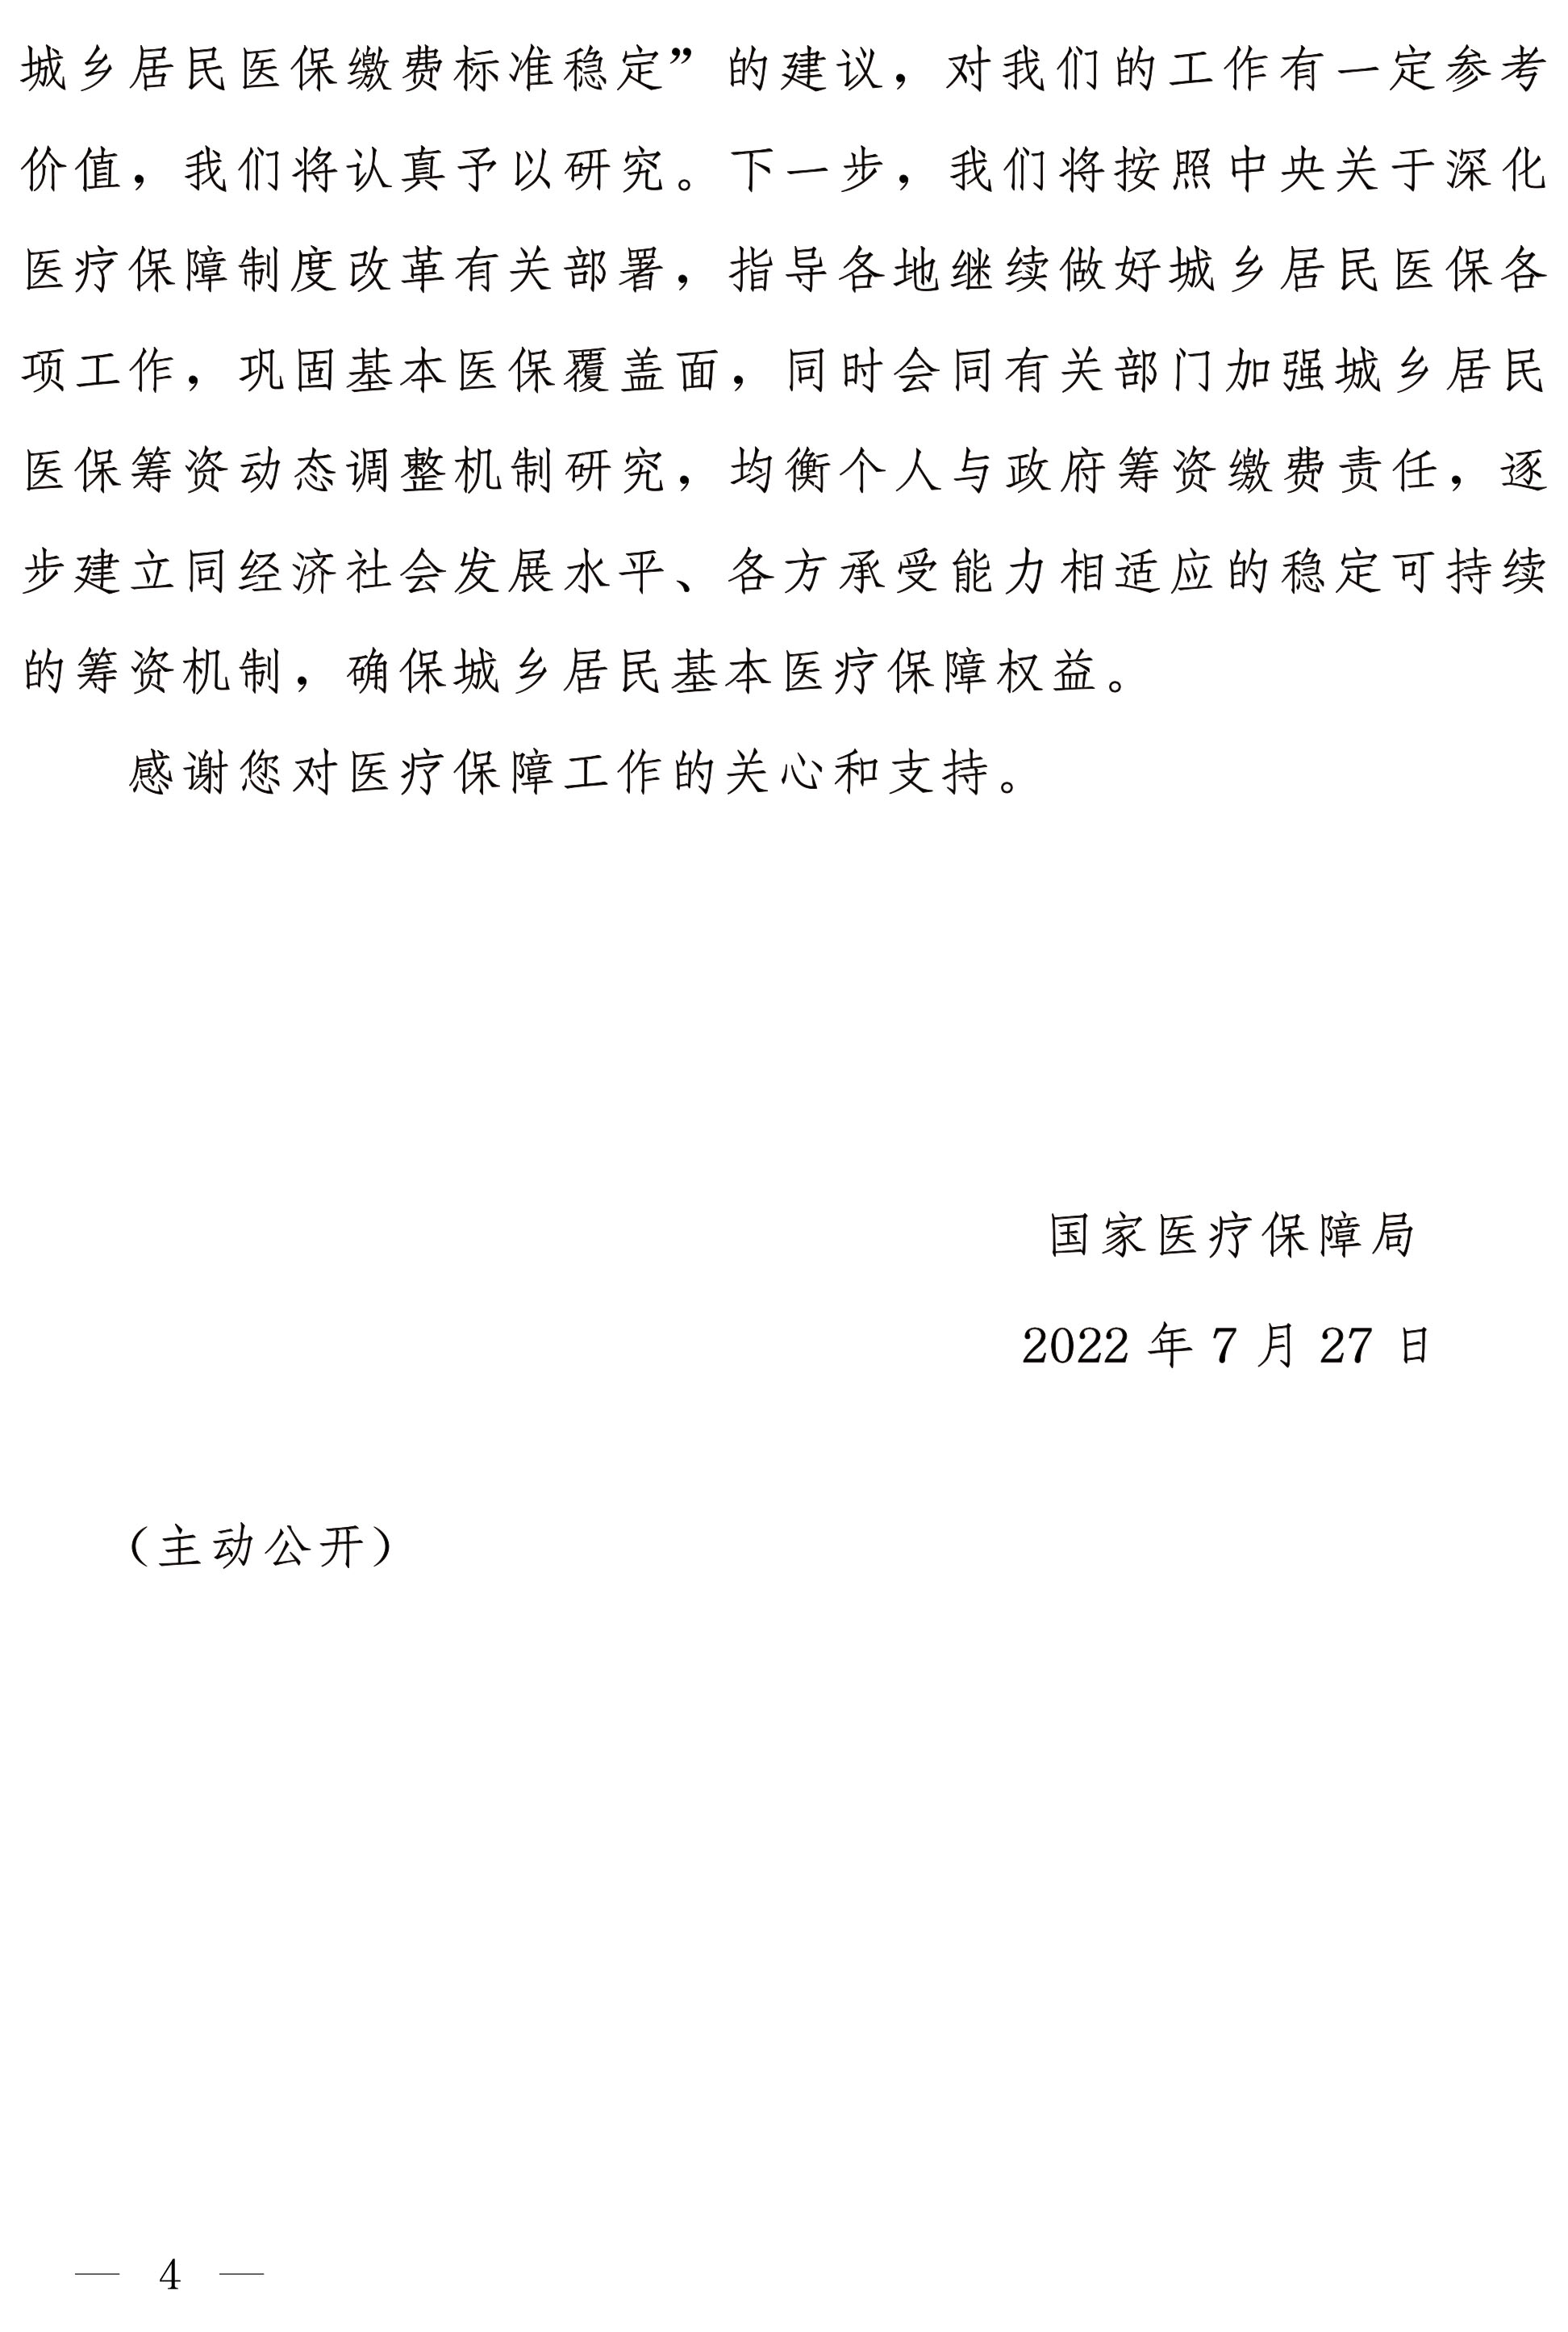 城乡居民医保缴费标准稳定”的建议，对我们的工作有一定参考
价值，我们将认真予以研究。下一步，我们将按照中央关于深化
医疗保障制度改革有关部署，指导各地继续做好城乡居民医保各
项工作，巩固基本医保覆盖面，同时会同有关部门加强城乡居民
医保筹资动态调整机制研究，均衡个人与政府筹资缴费责任，逐
步建立同经济社会发展水平、各方承受能力相适应的稳定可持续
的筹资机制，确保城乡居民基本医疗保障权益。
感谢您对医疗保障工作的关心和支持。
国家医疗保障局
2022 年 7 月 27 日
（主动公开）
— 4 —